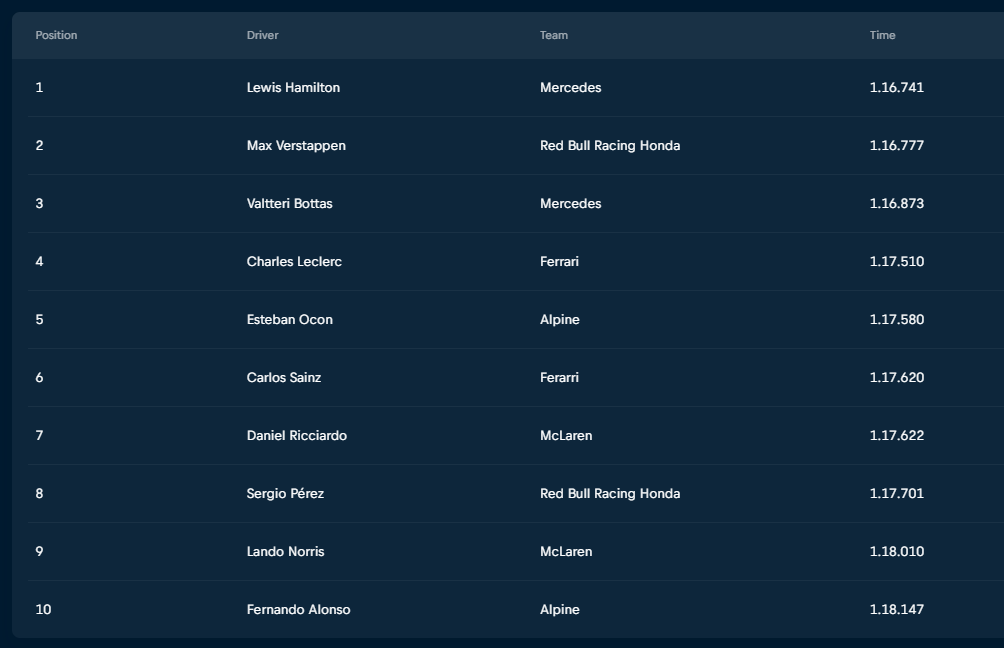 Position Driver Team Time
1 Lewis Hamilton Mercedes 1.16.741
2 Max Verstappen Red Bull Racing Honda 1.16.777
3 Valtteri Bottas Mercedes 1.16.873
4 Charles Leclerc Ferrari 1.17.510
5 Esteban Ocon Alpine 1.17.580
6 Carlos Sainz Ferarri 1.17.620
7 Daniel Ricciardo McLaren 1.17.622
8 Sergio Pérez Red Bull Racing Honda 1.17.701
9 Lando Norris McLaren 1.18.010
10 Fernando Alonso Alpine 1.18.147